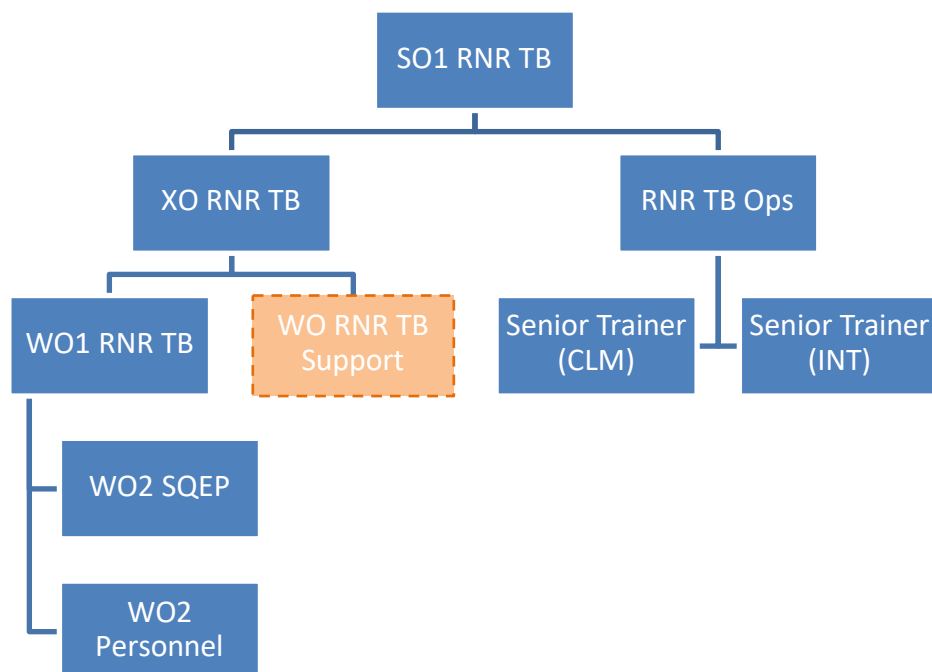 SO1 RNR TB
XO RNR TB
RNR TB Ops
WO1 RNR TB
WO RNR TB
Support
Senior Trainer
(CLM)
Senior Trainer
(INT)
WO2 SQEP
WO2
Personnel